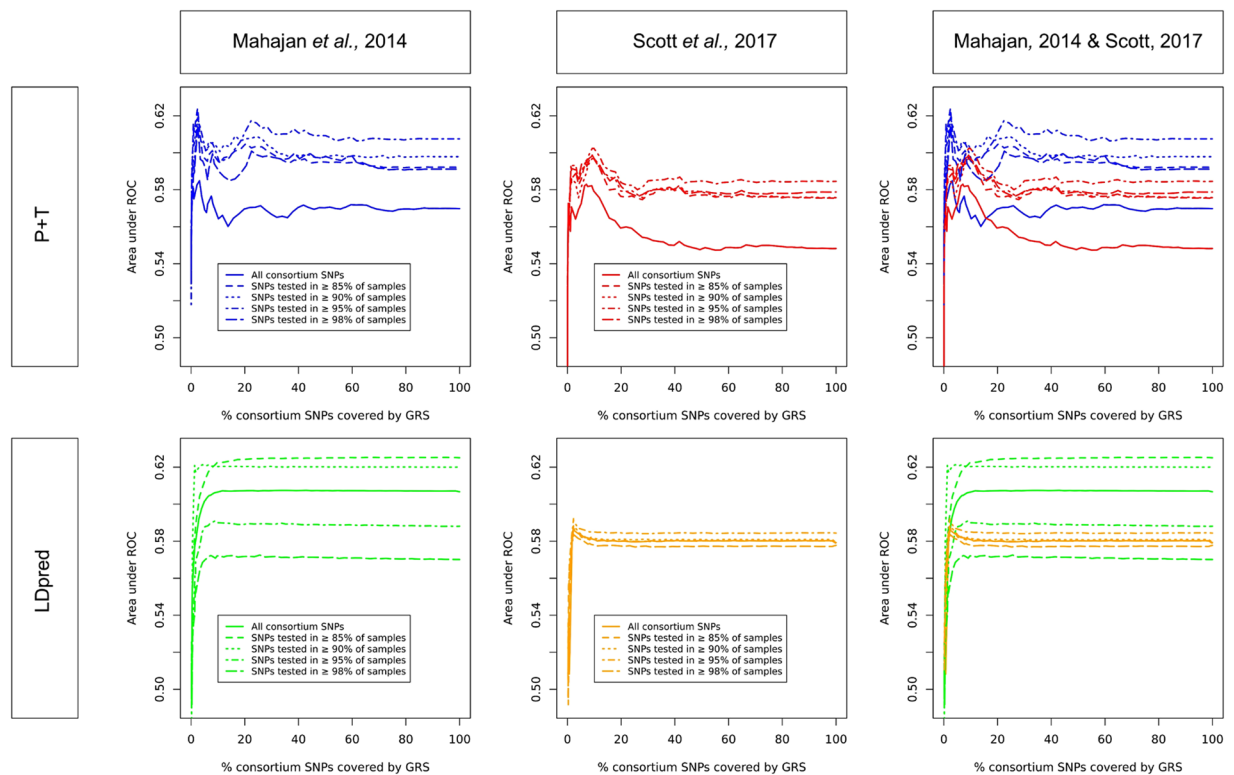 Mahajan et al., 2014
Scott et al., 2017
Mahajan, 2014 & Scott, 2017
P+T
Area under ROC
0.62
0.58
0.54
0.50
All consortium SNPs
SNPs tested in ≥ 85% of samples
SNPs tested in ≥ 90% of samples
SNPs tested in ≥ 95% of samples
SNPs tested in ≥ 98% of samples
0 20 40 60 80 100
% consortium SNPs covered by GRS
Area under ROC
0.62
0.58
0.54
0.50
All consortium SNPs
SNPs tested in ≥ 85% of samples
SNPs tested in ≥ 90% of samples
SNPs tested in ≥ 95% of samples
SNPs tested in ≥ 98% of samples
0 20 40 60 80 100
% consortium SNPs covered by GRS
Area under ROC
0.62
0.58
0.54
0.50
0 20 40 60 80 100
% consortium SNPs covered by GRS
LDpred
Area under ROC
0.62
0.58
0.54
0.50
All consortium SNPs
SNPs tested in ≥ 85% of samples
SNPs tested in ≥ 90% of samples
SNPs tested in ≥ 95% of samples
SNPs tested in ≥ 98% of samples
0 20 40 60 80 100
% consortium SNPs covered by GRS
Area under ROC
0.62
0.58
0.54
0.50
All consortium SNPs
SNPs tested in ≥ 85% of samples
SNPs tested in ≥ 90% of samples
SNPs tested in ≥ 95% of samples
SNPs tested in ≥ 98% of samples
0 20 40 60 80 100
% consortium SNPs covered by GRS
Area under ROC
0.62
0.58
0.54
0.50
0 20 40 60 80 100
% consortium SNPs covered by GRS